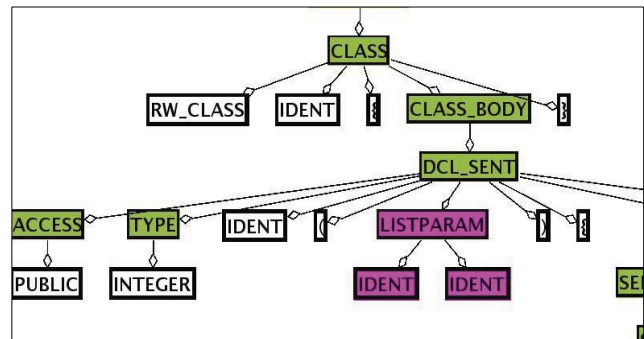 CLASS
RW_CLASS IDENT { CLASS_BODY }
DCL_SENT
ACCESS TYPE IDENT ( LISTPARAM ) {
PUBLIC INTEGER IDENT IDENT